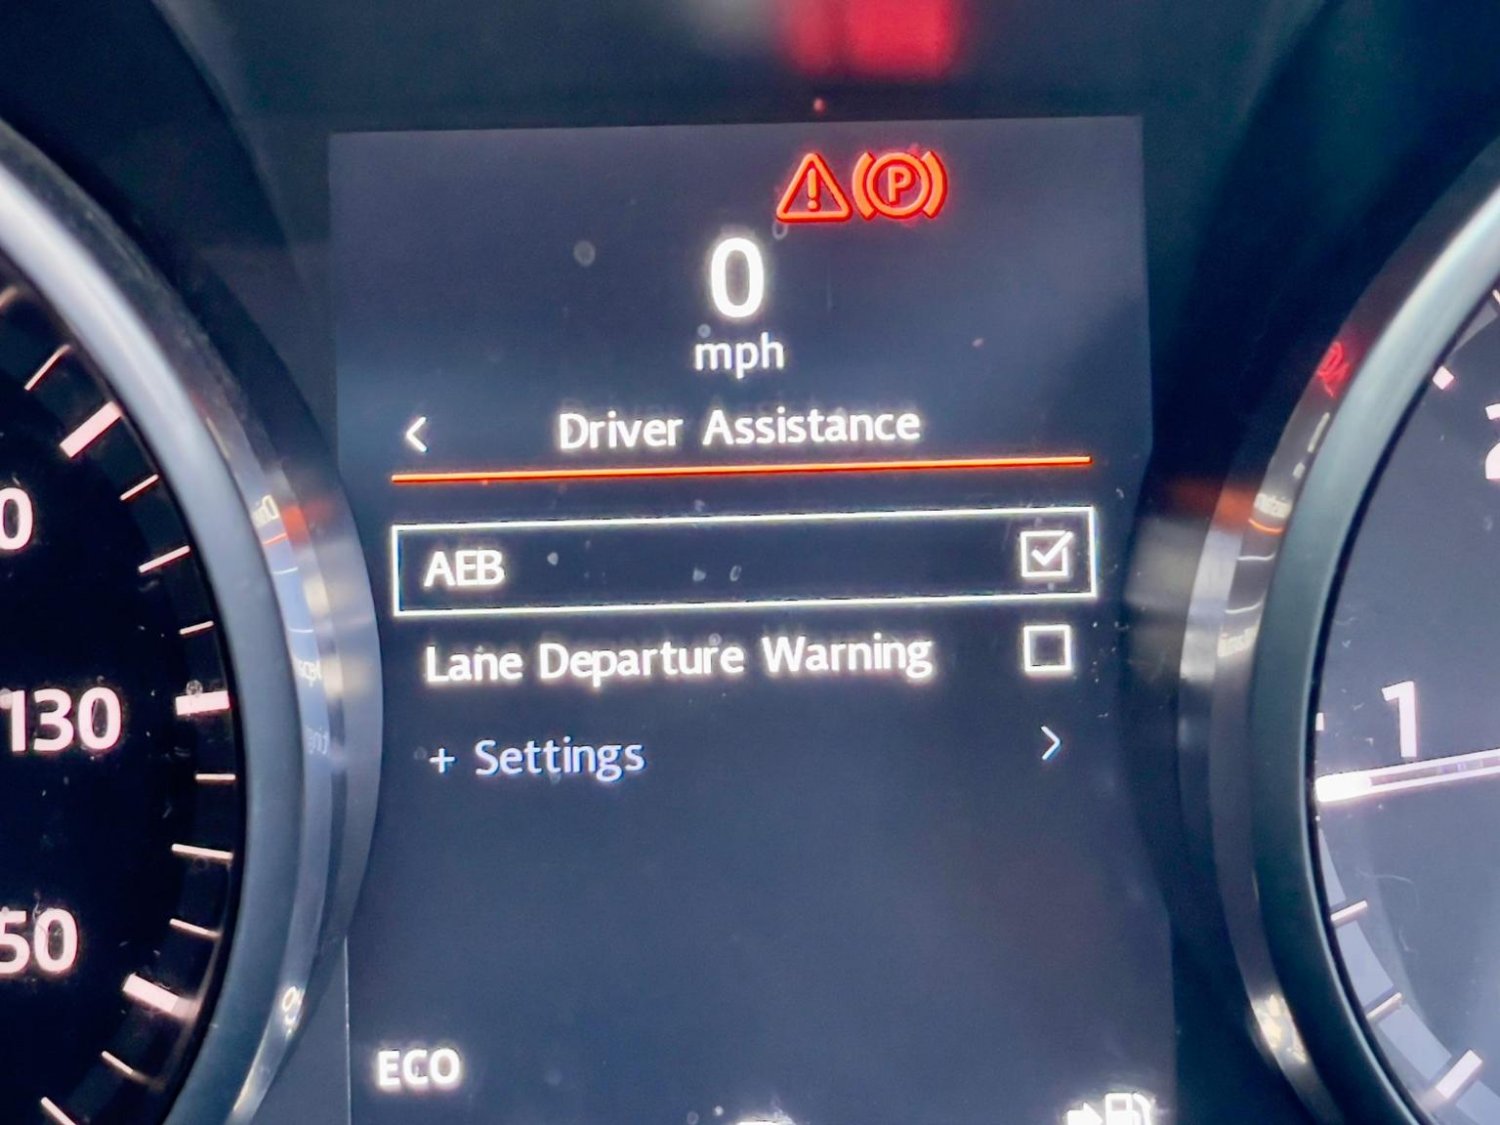 P
0
mph
Driver Assistance
AEB
Lane Departure Warning
+ Settings
ECO
130
50
1